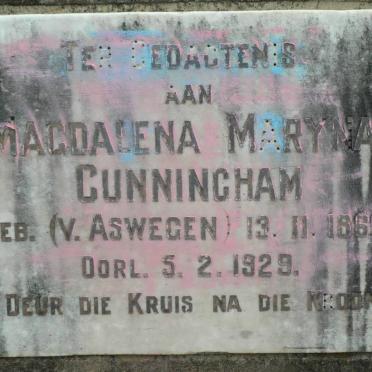 TER GEDAGTENIS
AAN
MAGDALENA MARYNA
CUNNINGHAM
GEB. (V. ASWEGEN) 13. 11. 186
OORL. 5. 2. 1929.
DEUR DIE KRUIS NA DIE KROON